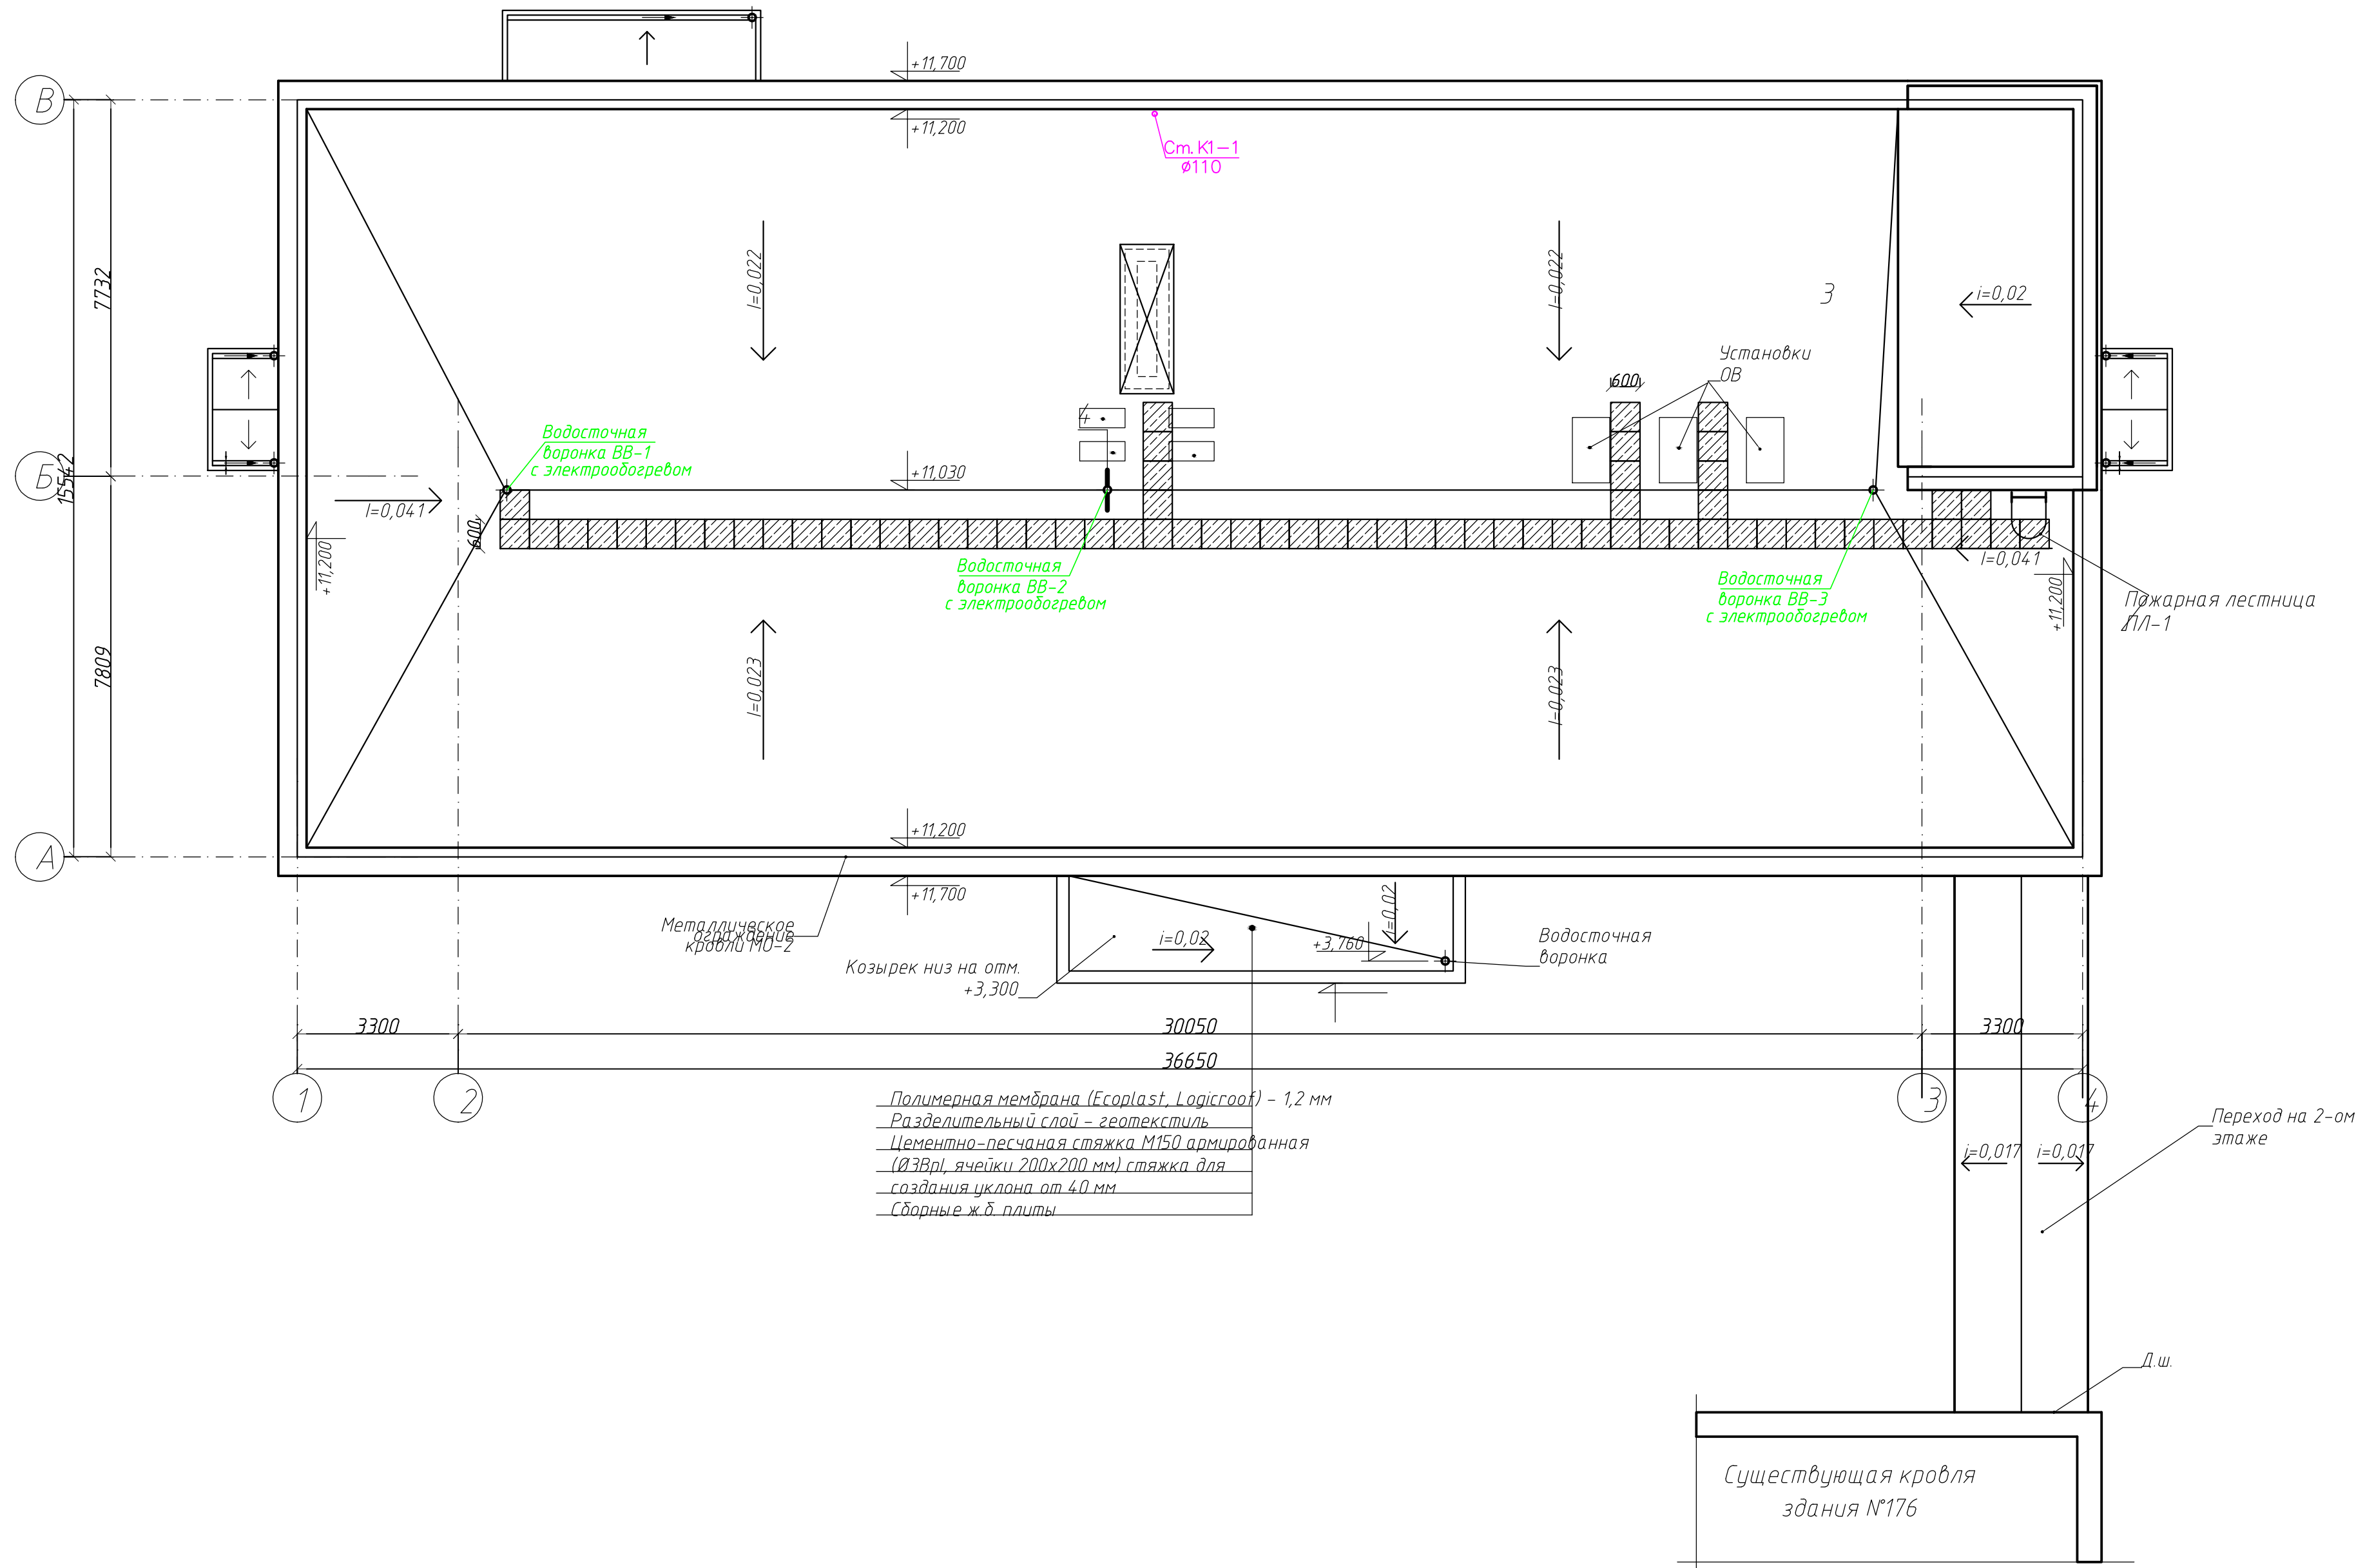 +11,700
+11,200
В
Ст. К1-1
ø110
7732
I=0,022
I=0,022
З
i=0,02
Установки
ОВ
600
Водосточная
воронка ВВ-1
с электрообогревом
+11,030
Б
15542
I=0,041
600
+11,200
Водосточная
воронка ВВ-2
с электрообогревом
Водосточная
воронка ВВ-3
с электрообогревом
I=0,041
+11,200
Пожарная лестница
ПЛ-1
7809
I=0,023
I=0,023
+11,200
А
+11,700
Металлическое
ограждение
кровли МО-2
Козырек низ на отм.
+3,300
i=0,02
+3,760
i=0,02
Водосточная
воронка
3300
30050
3300
36650
1
2
3
4
Полимерная мембрана (Ecoplast, Logicroof) - 1,2 мм
Разделительный слой - геотекстиль
Цементно-песчаная стяжка М150 армированная
(Ø3ВрI, ячейки 200х200 мм) стяжка для
создания уклона от 40 мм
Сборные ж.б. плиты
Переход на 2-ом
этаже
i=0,017
i=0,017
Д.ш.
Существующая кровля
здания №176